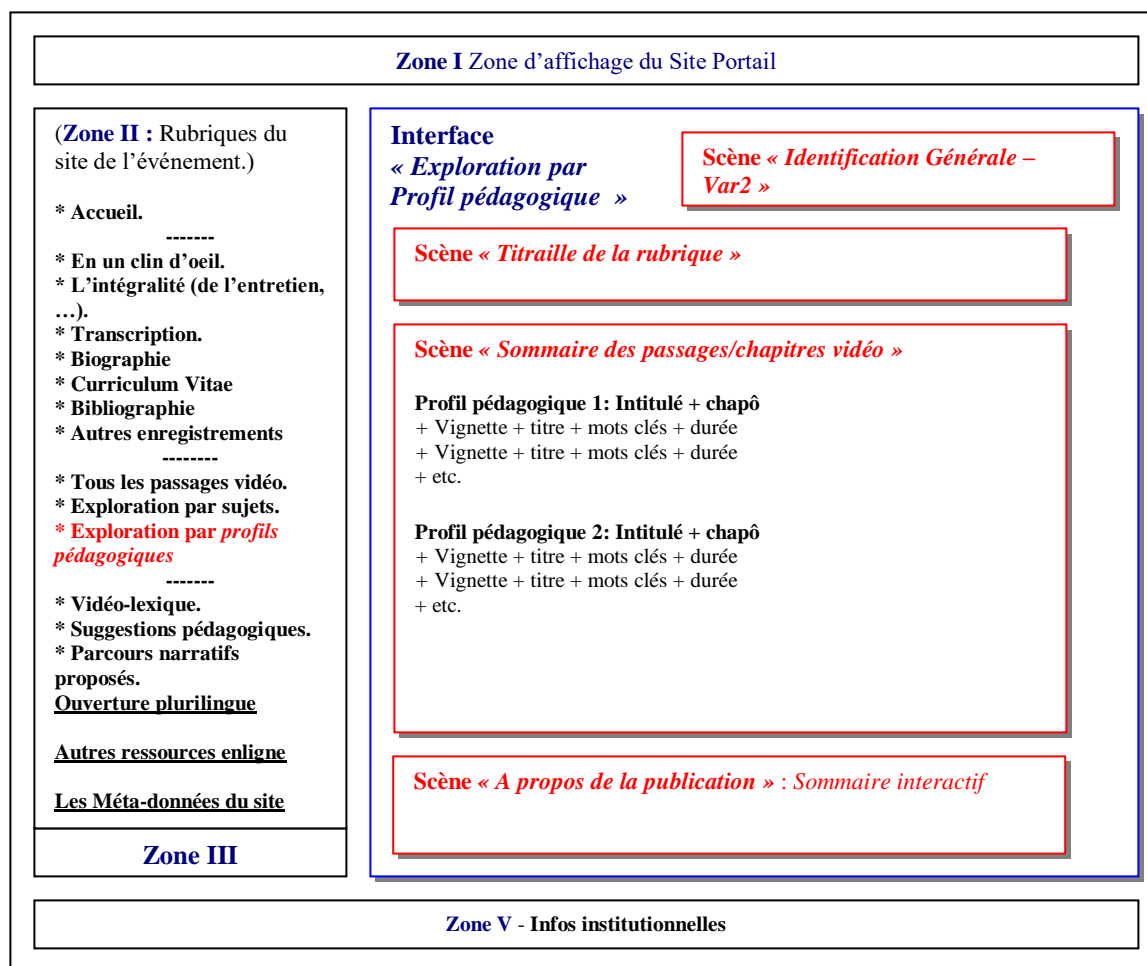 Zone I Zone d'affichage du Site Portail
(Zone II : Rubriques du
site de l'événement.)
* Accueil.
-------
* En un clin d'oeil.
* L'intégralité (de l'entretien,
…).
* Transcription.
* Biographie
* Curriculum Vitae
* Bibliographie
* Autres enregistrements
--------
* Tous les passages vidéo.
* Exploration par sujets.
* Exploration par profils
pédagogiques
-------
* Vidéo-lexique.
* Suggestions pédagogiques.
* Parcours narratifs
proposés.
Ouverture plurilingue
Autres ressources enligne
Les Méta-données du site
Zone III
Interface
« Exploration par
Profil pédagogique »
Scène « Identification Générale –
Var2 »
Scène « Titraille de la rubrique »
Scène « Sommaire des passages/chapitres vidéo »
Profil pédagogique 1: Intitulé + chapô
+ Vignette + titre + mots clés + durée
+ Vignette + titre + mots clés + durée
+ etc.
Profil pédagogique 2: Intitulé + chapô
+ Vignette + titre + mots clés + durée
+ Vignette + titre + mots clés + durée
+ etc.
Scène « A propos de la publication » : Sommaire interactif
Zone V - Infos institutionnelles